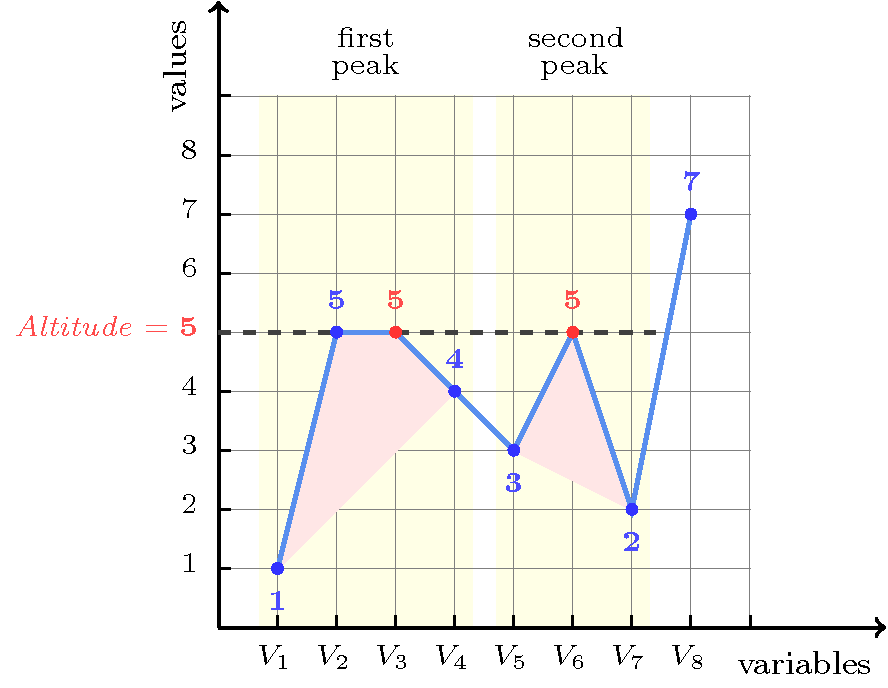 first
peak
second
peak
values
8
7
6
Altitude = 5
4
3
2
1
1
5
5
4
3
5
2
7
V1 V2 V3 V4 V5 V6 V7 V8
variables